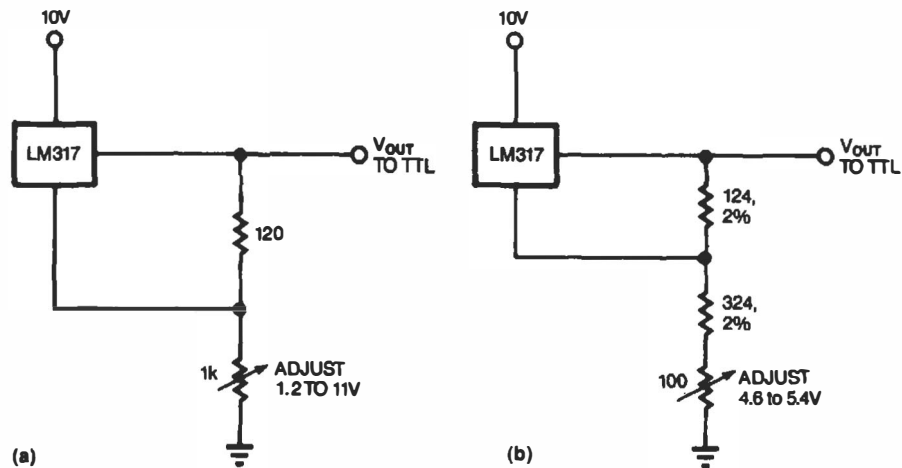 10V
LM317
VOUT
TO TTL
120
1k
ADJUST
1.2 TO 11V
(a)
10V
LM317
VOUT
TO TTL
124,
2%
324,
2%
100
ADJUST
4.6 to 5.4V
(b)